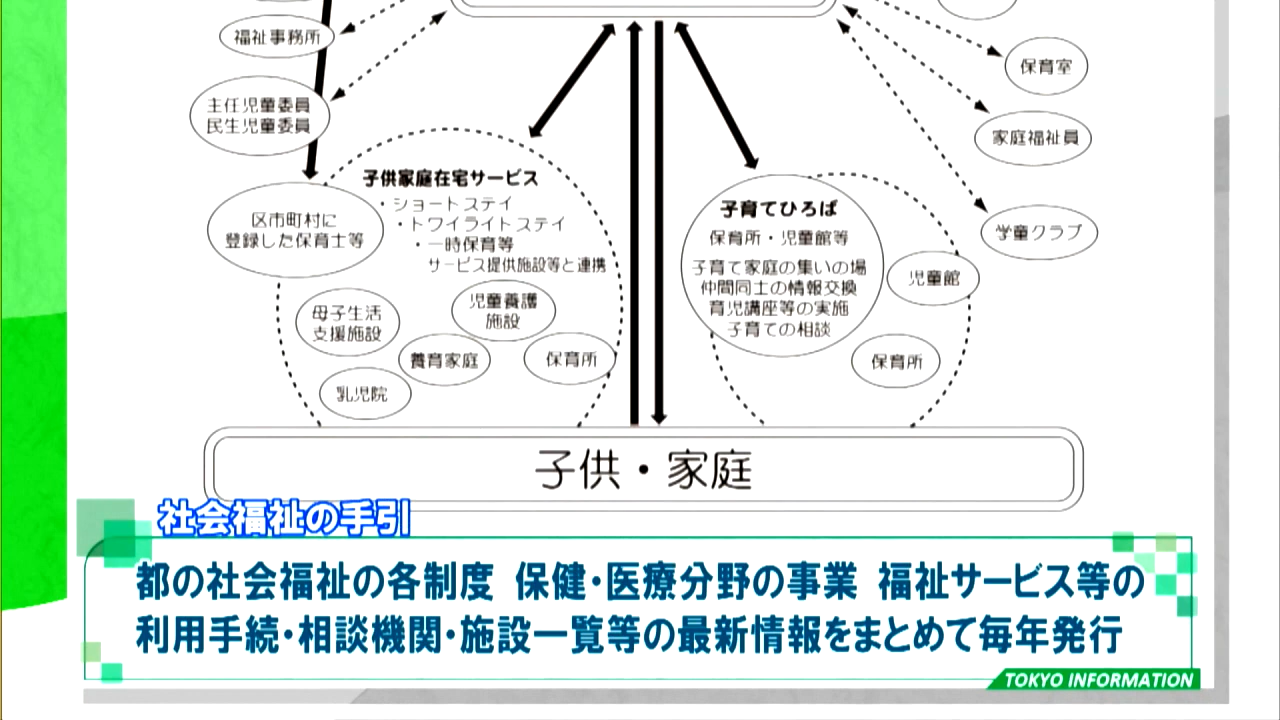 福祉事務所
保育室
主任児童委員
民生児童委員
家庭福祉員
子供家庭在宅サービス
・ショートステイ
・トワイライトステイ
・一時保育等
サービス提供施設等と連携
区市町村に
登録した保育士等
子育てひろば
保育所・児童館等
子育て家庭の集いの場
仲間同士の情報交換
育児講座等の実施
子育ての相談
学童クラブ
児童館
母子生活
支援施設
児童養護
施設
養育家庭
保育所
保育所
乳児院
子供・家庭
社会福祉の手引
都の社会福祉の各制度 保健・医療分野の事業 福祉サービス等の
利用手続・相談機関・施設一覧等の最新情報をまとめて毎年発行
TOKYO INFORMATION